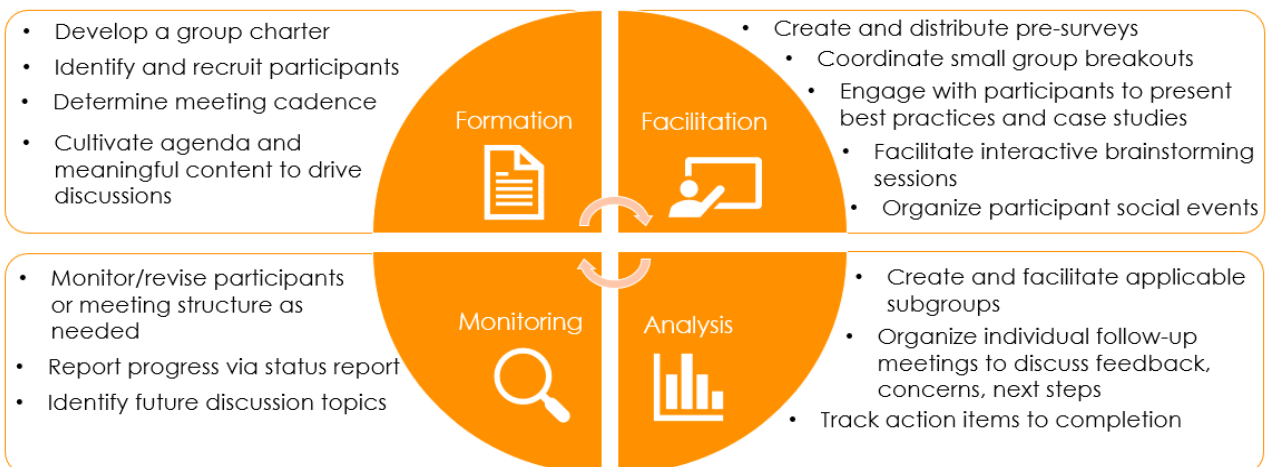 • Develop a group charter
• Identify and recruit participants
• Determine meeting cadence
• Cultivate agenda and
meaningful content to drive
discussions
Formation
Facilitation
• Create and distribute pre-surveys
• Coordinate small group breakouts
• Engage with participants to present
best practices and case studies
• Facilitate interactive brainstorming
sessions
• Organize participant social events
• Monitor/revise participants
or meeting structure as
needed
• Report progress via status report
• Identify future discussion topics
Monitoring
Analysis
• Create and facilitate applicable
subgroups
• Organize individual follow-up
meetings to discuss feedback,
concerns, next steps
• Track action items to completion